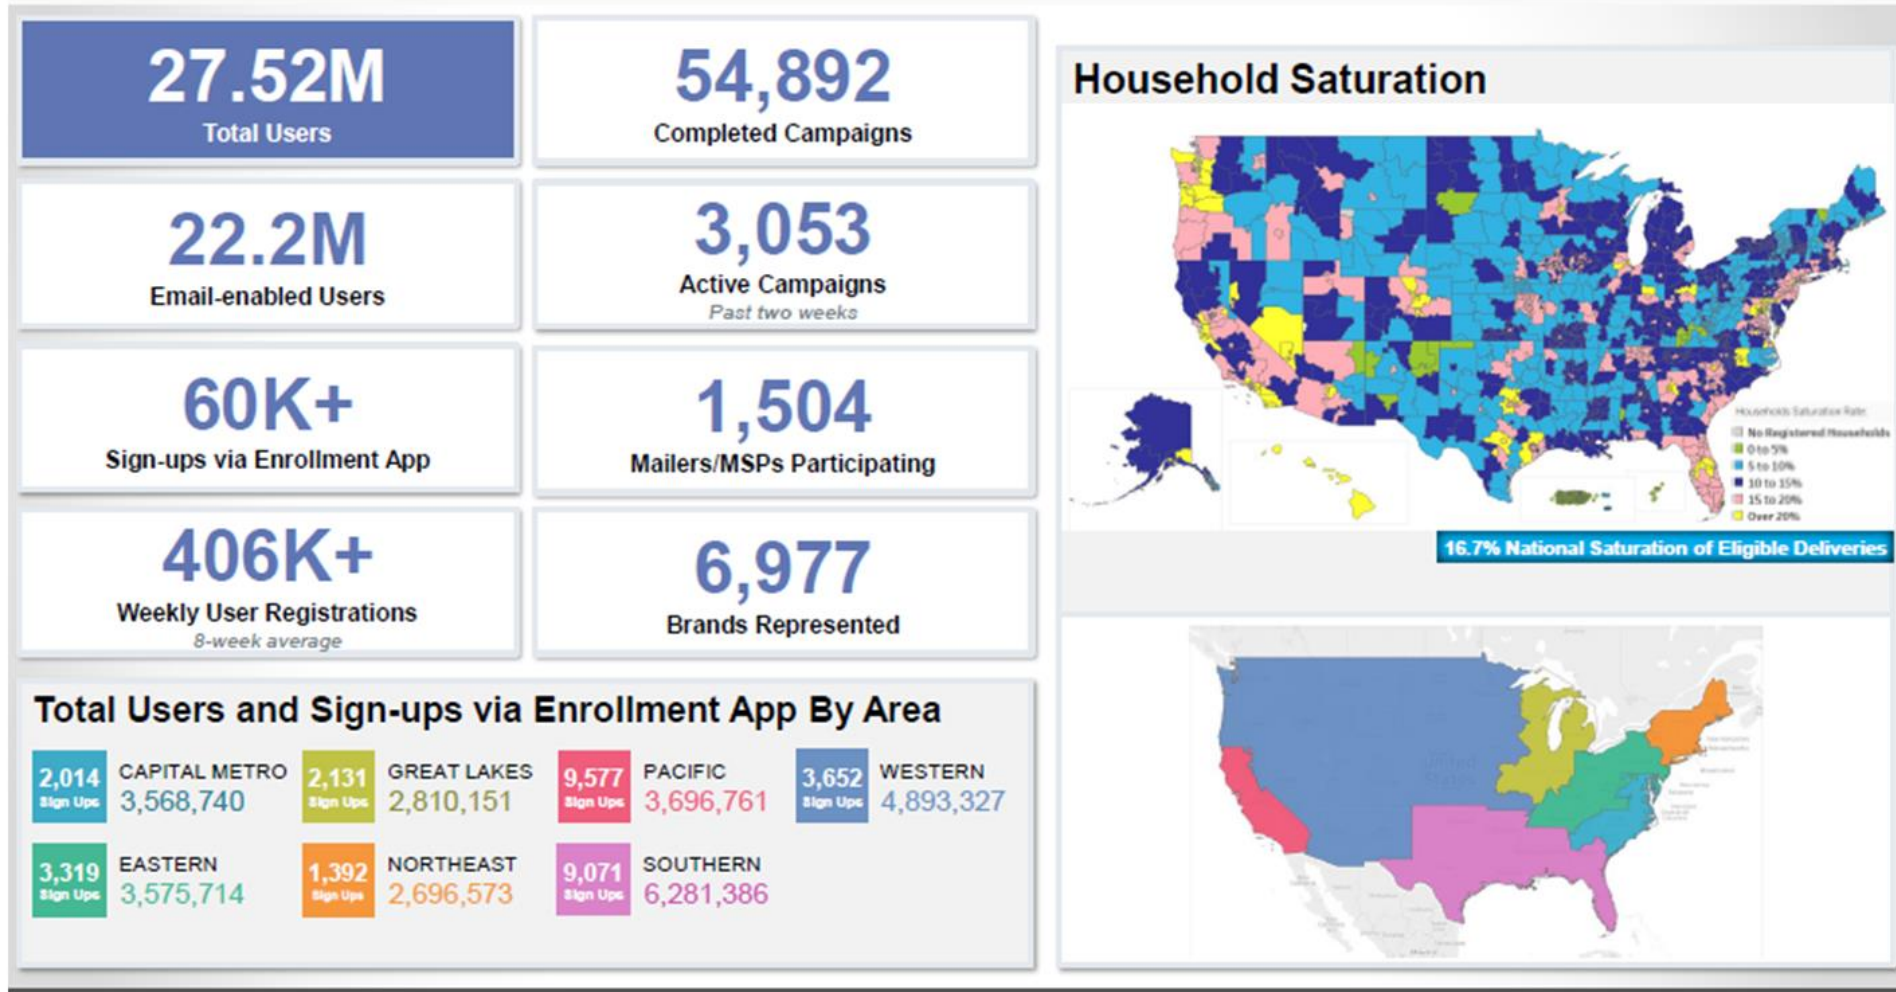 27.52M
Total Users
54,892
Completed Campaigns
22.2M
Email-enabled Users
3,053
Active Campaigns
Past two weeks
60K+
Sign-ups via Enrollment App
1,504
Mailers/MSPs Participating
406K+
Weekly User Registrations
8-week average
6,977
Brands Represented
Total Users and Sign-ups via Enrollment App By Area
2,014
Sign Ups
CAPITAL METRO
3,568,740
2,131
Sign Ups
GREAT LAKES
2,810,151
9,577
Sign Ups
PACIFIC
3,696,761
3,652
Sign Ups
WESTERN
4,893,327
3,319
Sign Ups
EASTERN
3,575,714
1,392
Sign Ups
NORTHEAST
2,696,573
9,071
Sign Ups
SOUTHERN
6,281,386
Household Saturation
Households Saturation Rate
No Registered Households
0 to 5%
5 to 10%
10 to 15%
15 to 20%
Over 20%
16.7% National Saturation of Eligible Deliveries
United
States